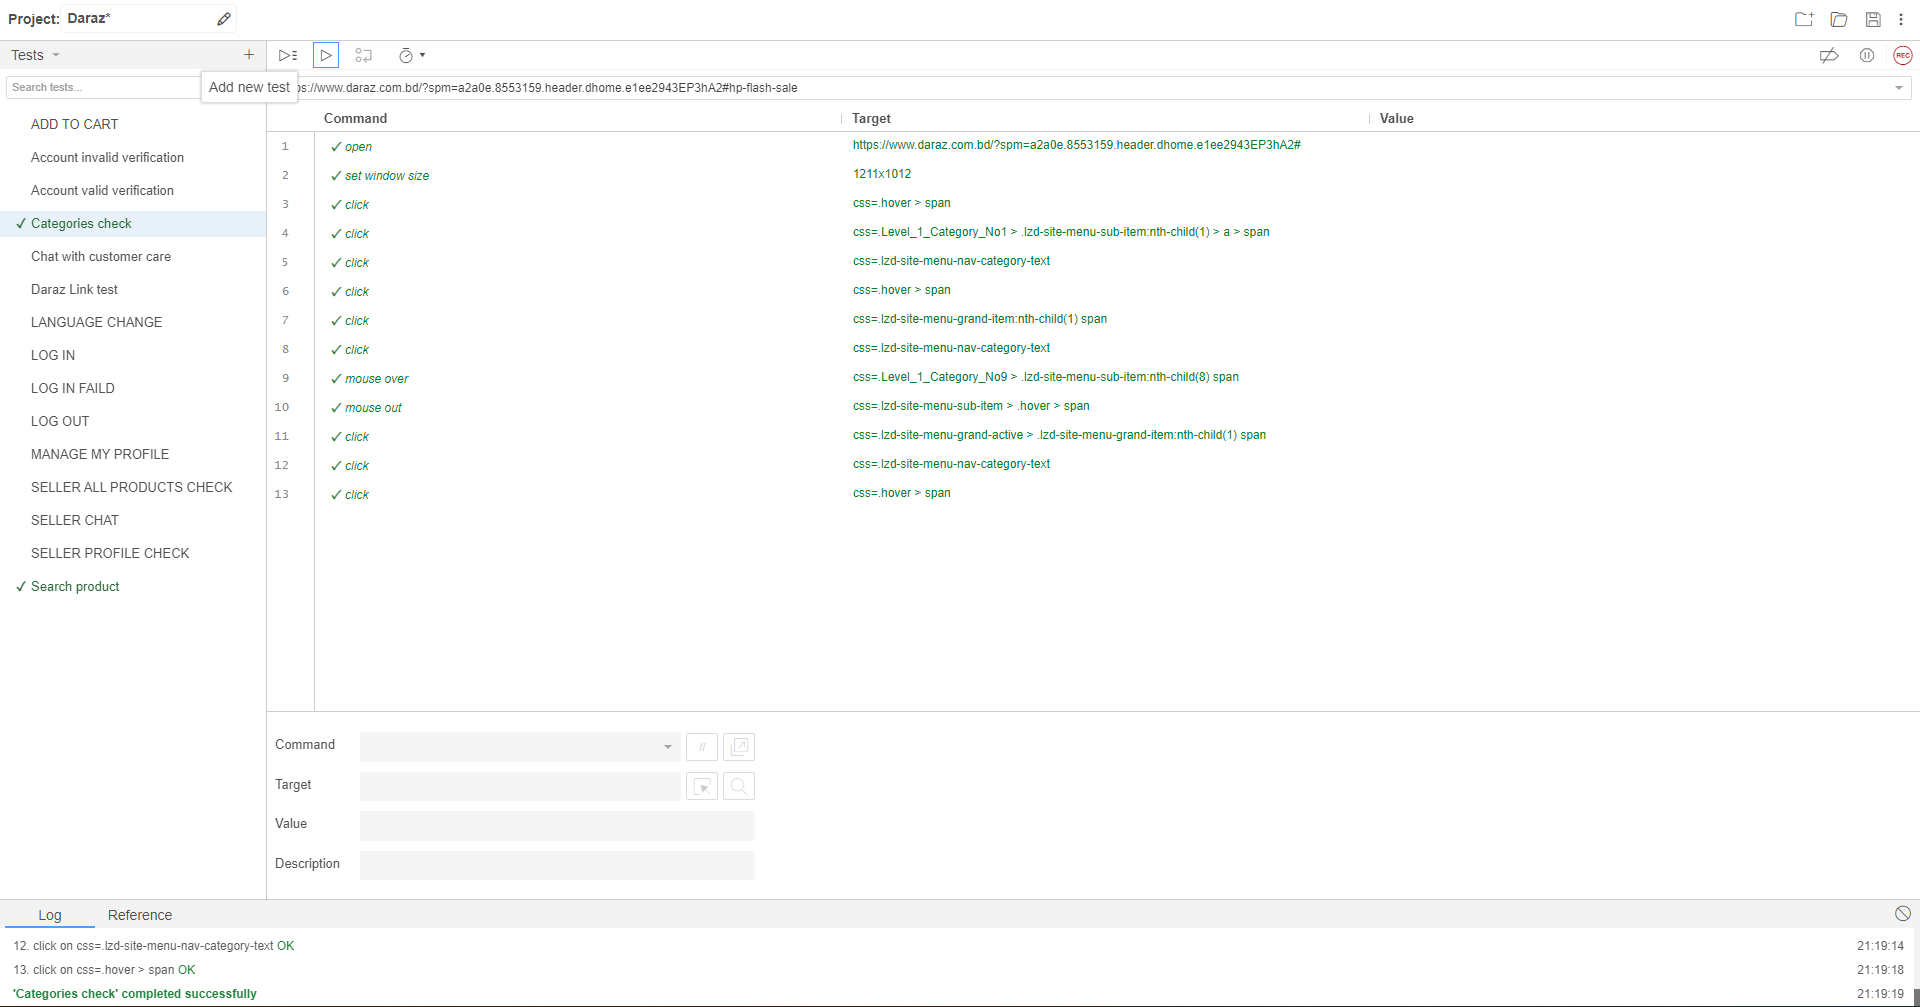 Project: Daraz*
Tests
REC
Search tests...
Add new test
ps://www.daraz.com.bd/?spm=a2a0e.8553159.header.dhome.e1ee2943EP3hA2#hp-flash-sale
Command Target Value
ADD TO CART
Account invalid verification
Account valid verification
✓ Categories check
Chat with customer care
Daraz Link test
LANGUAGE CHANGE
LOG IN
LOG IN FAILD
LOG OUT
MANAGE MY PROFILE
SELLER ALL PRODUCTS CHECK
SELLER CHAT
SELLER PROFILE CHECK
✓ Search product
1 ✓ open https://www.daraz.com.bd/?spm=a2a0e.8553159.header.dhome.e1ee2943EP3hA2#
2 ✓ set window size 1211x1012
3 ✓ click css=.hover > span
4 ✓ click css=.Level_1_Category_No1 > .lzd-site-menu-sub-item:nth-child(1) > a > span
5 ✓ click css=.lzd-site-menu-nav-category-text
6 ✓ click css=.hover > span
7 ✓ click css=.lzd-site-menu-grand-item:nth-child(1) span
8 ✓ click css=.lzd-site-menu-nav-category-text
9 ✓ mouse over css=.Level_1_Category_No9 > .lzd-site-menu-sub-item:nth-child(8) span
10 ✓ mouse out css=.lzd-site-menu-sub-item > .hover > span
11 ✓ click css=.lzd-site-menu-grand-active > .lzd-site-menu-grand-item:nth-child(1) span
12 ✓ click css=.lzd-site-menu-nav-category-text
13 ✓ click css=.hover > span
Command //
Target
Value
Description
Log Reference
12. click on css=.lzd-site-menu-nav-category-text OK 21:19:14
13. click on css=.hover > span OK 21:19:18
'Categories check' completed successfully 21:19:19